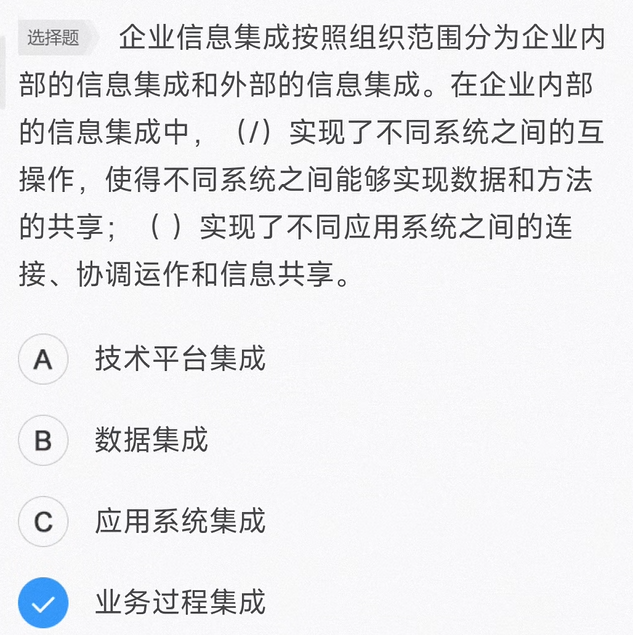 选择题 企业信息集成按照组织范围分为企业内
部的信息集成和外部的信息集成。在企业内部
的信息集成中，（/）实现了不同系统之间的互
操作，使得不同系统之间能够实现数据和方法
的共享；（ ）实现了不同应用系统之间的连
接、协调运作和信息共享。
A 技术平台集成
B 数据集成
C 应用系统集成
业务过程集成